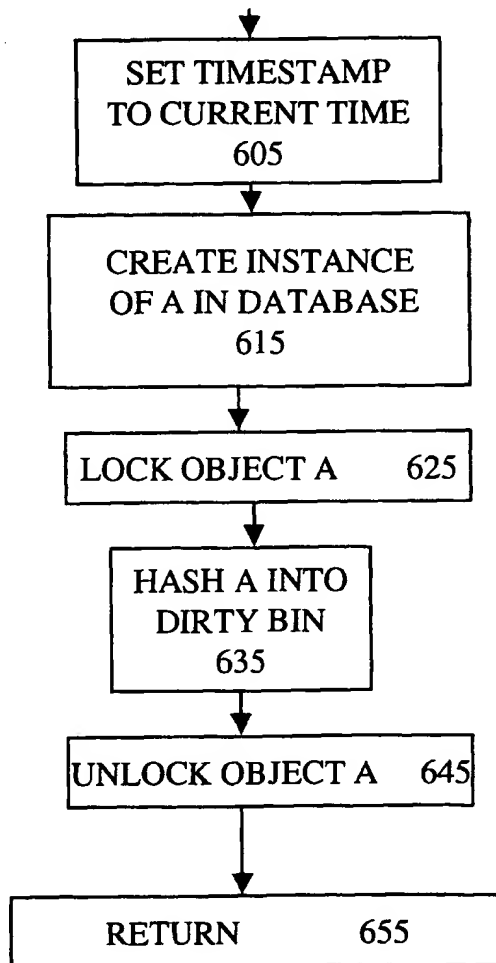 SET TIMESTAMP
TO CURRENT TIME
605
CREATE INSTANCE
OF A IN DATABASE
615
LOCK OBJECT A 625
HASH A INTO
DIRTY BIN
635
UNLOCK OBJECT A 645
RETURN 655